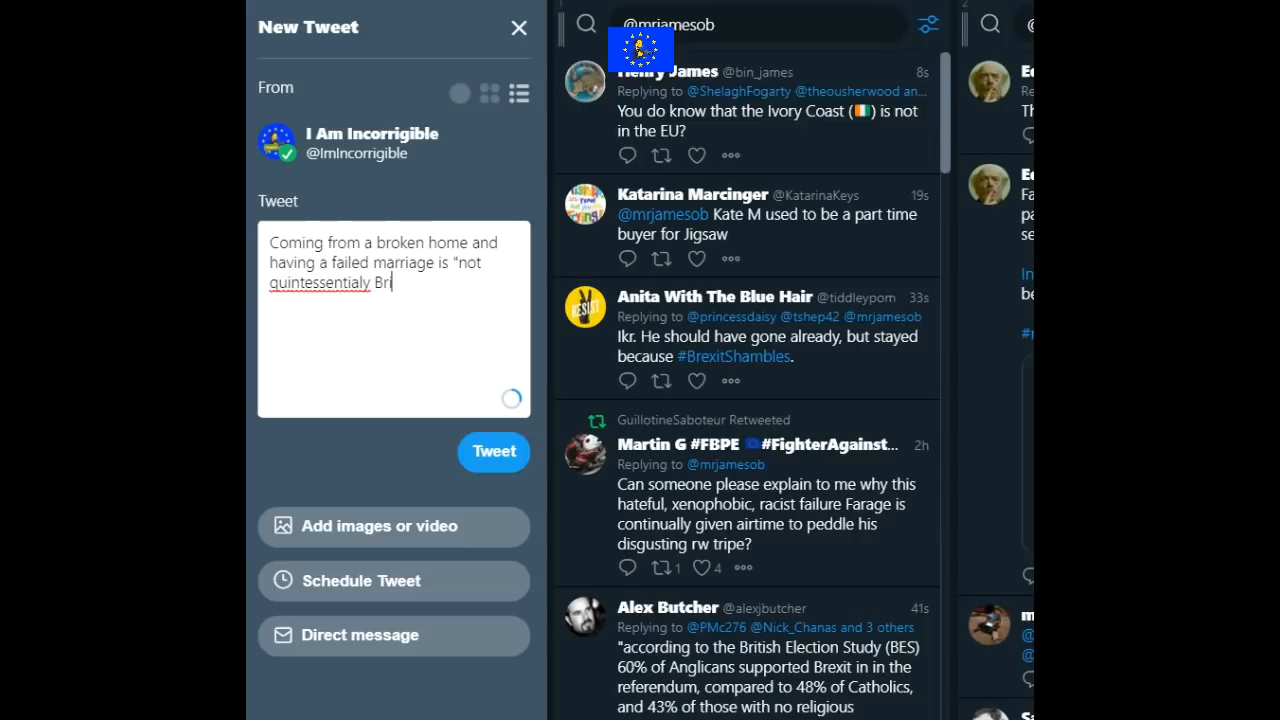 New Tweet
From
I Am Incorrigible
@ImIncorrigible
Tweet
Coming from a broken home and
having a failed marriage is "not
quintessentialy Bri
Tweet
Add images or video
Schedule Tweet
Direct message
1
@mrjamesob
Henry James @bin_james 8s
Replying to @ShelaghFogarty @theousherwood an...
You do know that the Ivory Coast (🇨🇮) is not
in the EU?
Katarina Marcinger @KatarinaKeys 19s
@mrjamesob Kate M used to be a part time
buyer for Jigsaw
Anita With The Blue Hair @tiddleypom 33s
RESIST
Replying to @princessdaisy @tshep42 @mrjamesob
Ikr. He should have gone already, but stayed
because #BrexitShambles.
GuillotineSaboteur Retweeted
Martin G #FBPE 🇪🇺#FighterAgainst... 2h
Replying to @mrjamesob
Can someone please explain to me why this
hateful, xenophobic, racist failure Farage is
continually given airtime to peddle his
disgusting rw tripe?
1 4
Alex Butcher @alexjbutcher 41s
Replying to @PMc276 @Nick_Chanas and 3 others
"according to the British Election Study (BES)
60% of Anglicans supported Brexit in in the
referendum, compared to 48% of Catholics,
and 43% of those with no religious
2